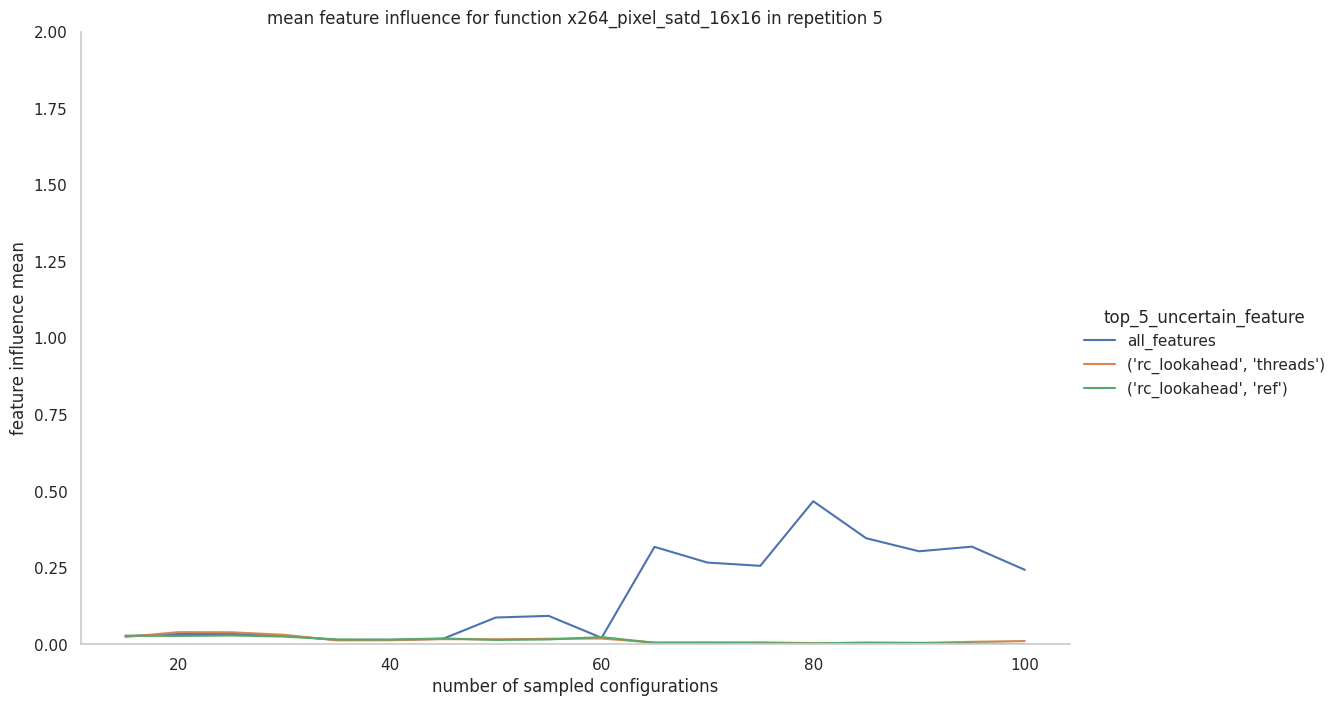 mean feature influence for function x264_pixel_satd_16x16 in repetition 5
2.00
1.75
1.50
1.25
1.00
0.75
0.50
0.25
0.00
feature influence mean
20
40
60
80
100
number of sampled configurations
top_5_uncertain_feature
all_features
('rc_lookahead', 'threads')
('rc_lookahead', 'ref')